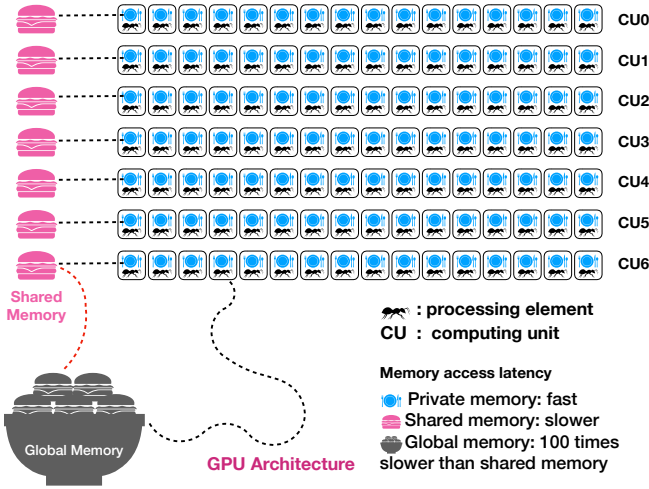 CU0
CU1
CU2
CU3
CU4
CU5
CU6
Shared
Memory
: processing element
CU : computing unit
Memory access latency
Private memory: fast
Shared memory: slower
Global memory: 100 times
slower than shared memory
Global Memory
GPU Architecture